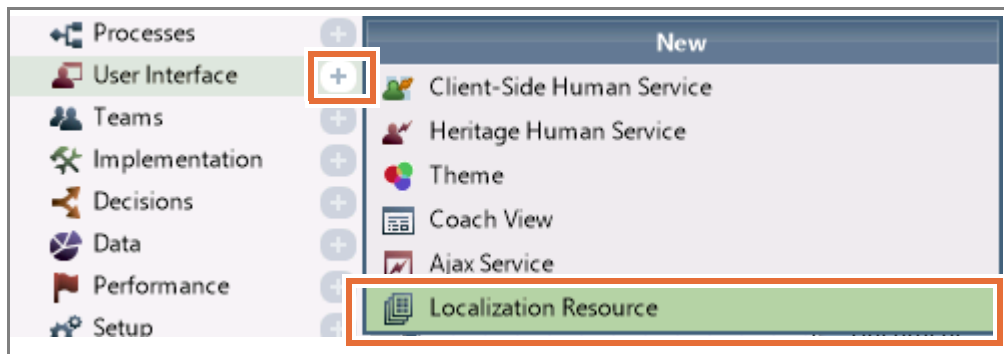 Processes
User Interface
Teams
Implementation
Decisions
Data
Performance
Setup
New
Client-Side Human Service
Heritage Human Service
Theme
Coach View
Ajax Service
Localization Resource